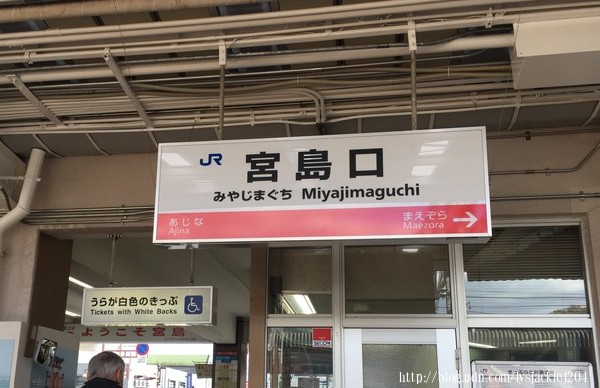 JR 宮島口
みやじまぐち Miyajimaguchi
あじな
Ajina
まえぞら
Maezora
うらが白色のきっぷ
Tickets with White Backs
ようこそ宮島
http://blog.udn.com/lysjackie1204